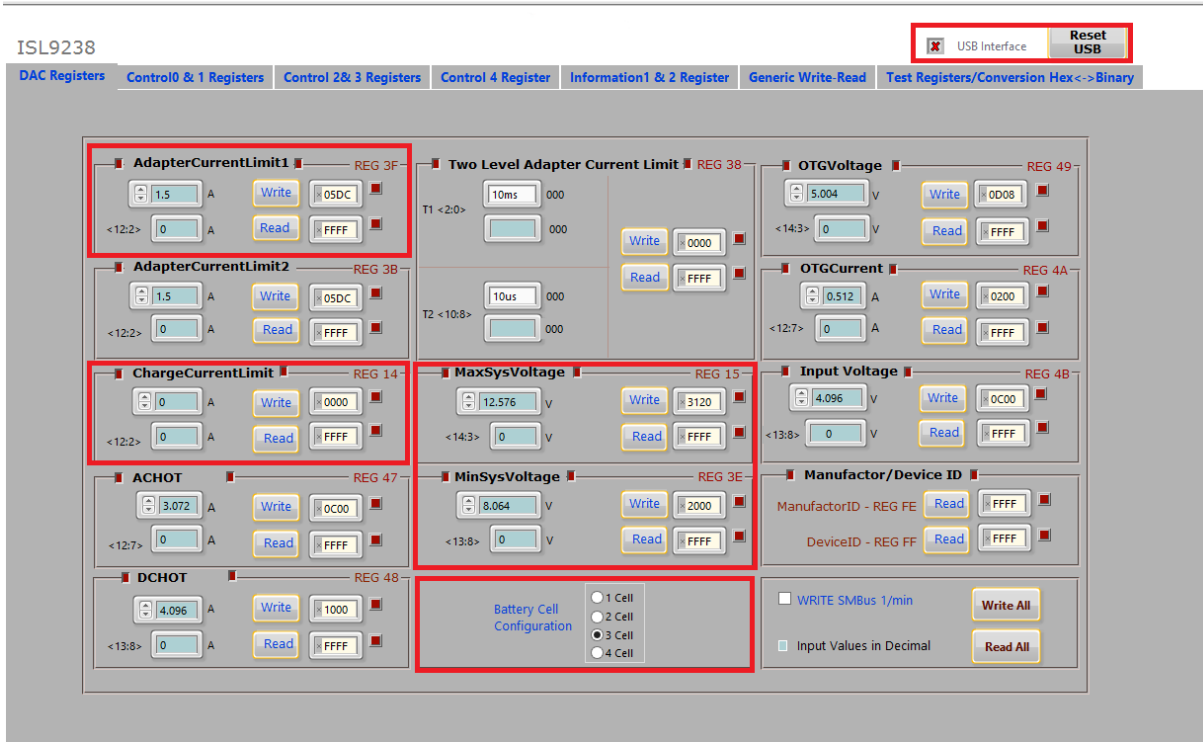 ISL9238
USB Interface
Reset USB
DAC Registers Control0 & 1 Registers Control 2& 3 Registers Control 4 Register Information1 & 2 Register Generic Write-Read Test Registers/Conversion Hex<->Binary
AdapterCurrentLimit1 REG 3F
1.5 A Write 05DC
<12:2> 0 A Read FFFF
AdapterCurrentLimit2 REG 3B
1.5 A Write 05DC
<12:2> 0 A Read FFFF
ChargeCurrentLimit REG 14
0 A Write 0000
<12:2> 0 A Read FFFF
ACHOT REG 47
3.072 A Write 0C00
<12:7> 0 A Read FFFF
DCHOT REG 48
4.096 A Write 1000
<13:8> 0 A Read FFFF
Two Level Adapter Current Limit REG 38
T1 <2:0> 10ms 000
000
Write 0000
Read FFFF
T2 <10:8> 10us 000
000
MaxSysVoltage REG 15
12.576 V Write 3120
<14:3> 0 V Read FFFF
MinSysVoltage REG 3E
8.064 V Write 2000
<13:8> 0 V Read FFFF
Battery Cell Configuration
1 Cell
2 Cell
3 Cell
4 Cell
OTGVoltage REG 49
5.004 V Write 0D08
<14:3> 0 V Read FFFF
OTGCurrent REG 4A
0.512 A Write 0200
<12:7> 0 A Read FFFF
Input Voltage REG 4B
4.096 V Write 0C00
<13:8> 0 V Read FFFF
Manufactor/Device ID
ManufactorID - REG FE Read FFFF
DeviceID - REG FF Read FFFF
WRITE SMBus 1/min Write All
Input Values in Decimal Read All